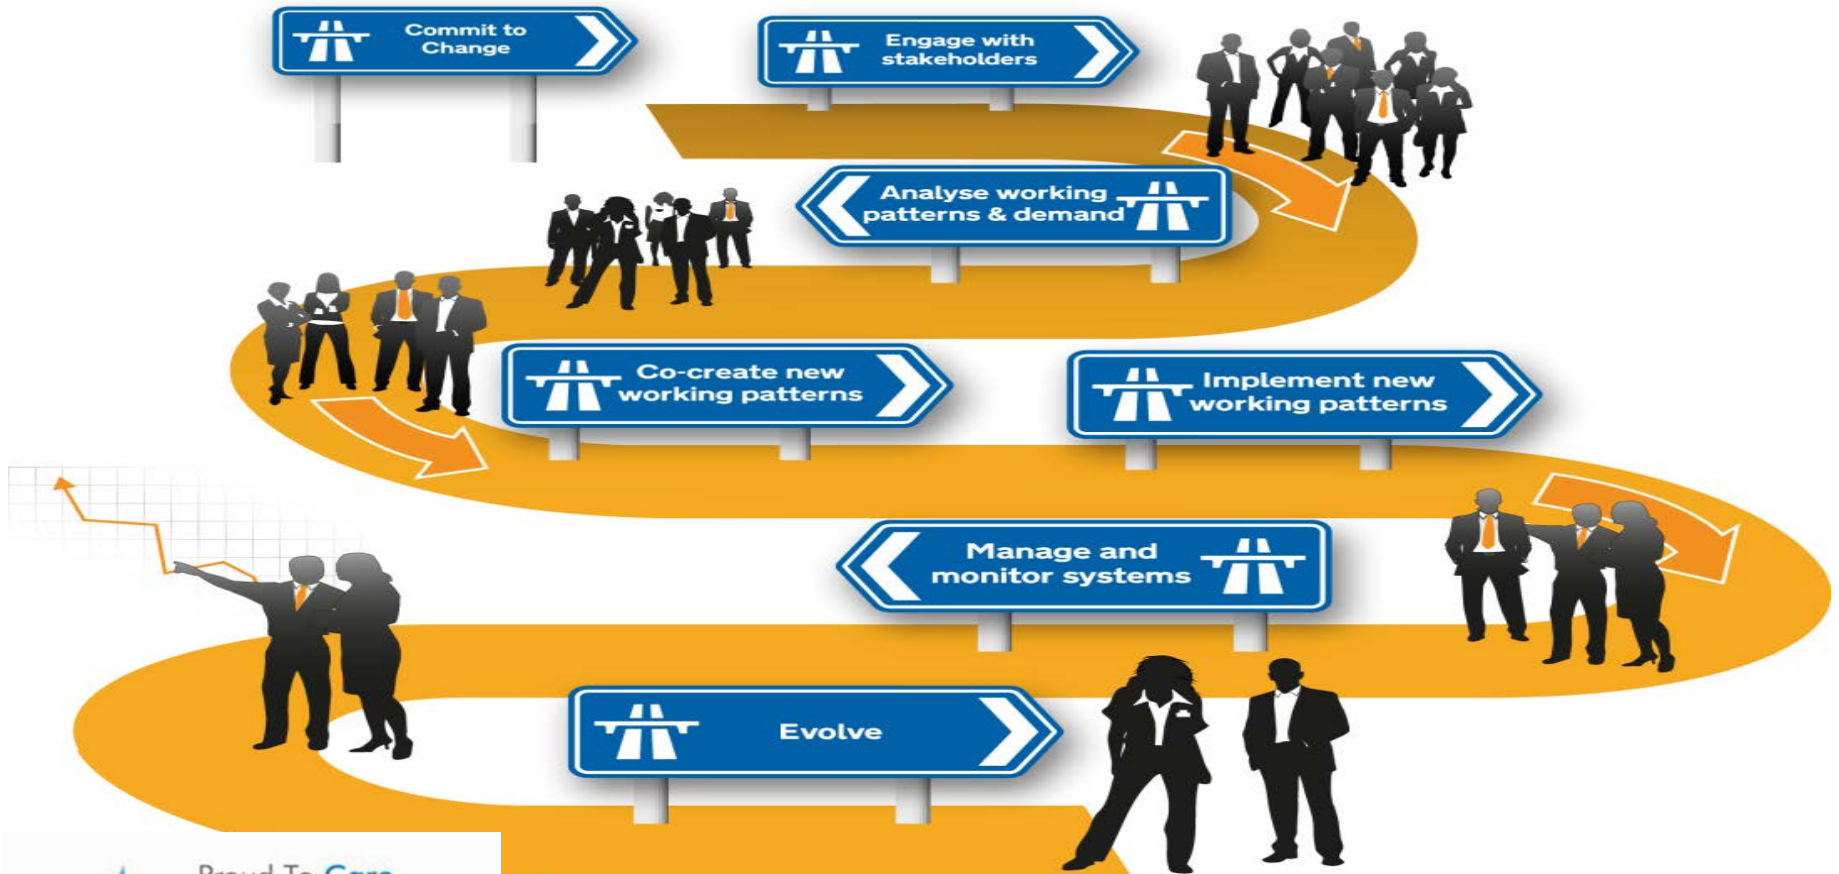 Commit to
Change
Engage with
stakeholders
Analyse working
patterns & demand
Co-create new
working patterns
Implement new
working patterns
Manage and
monitor systems
Evolve
Proud To Care